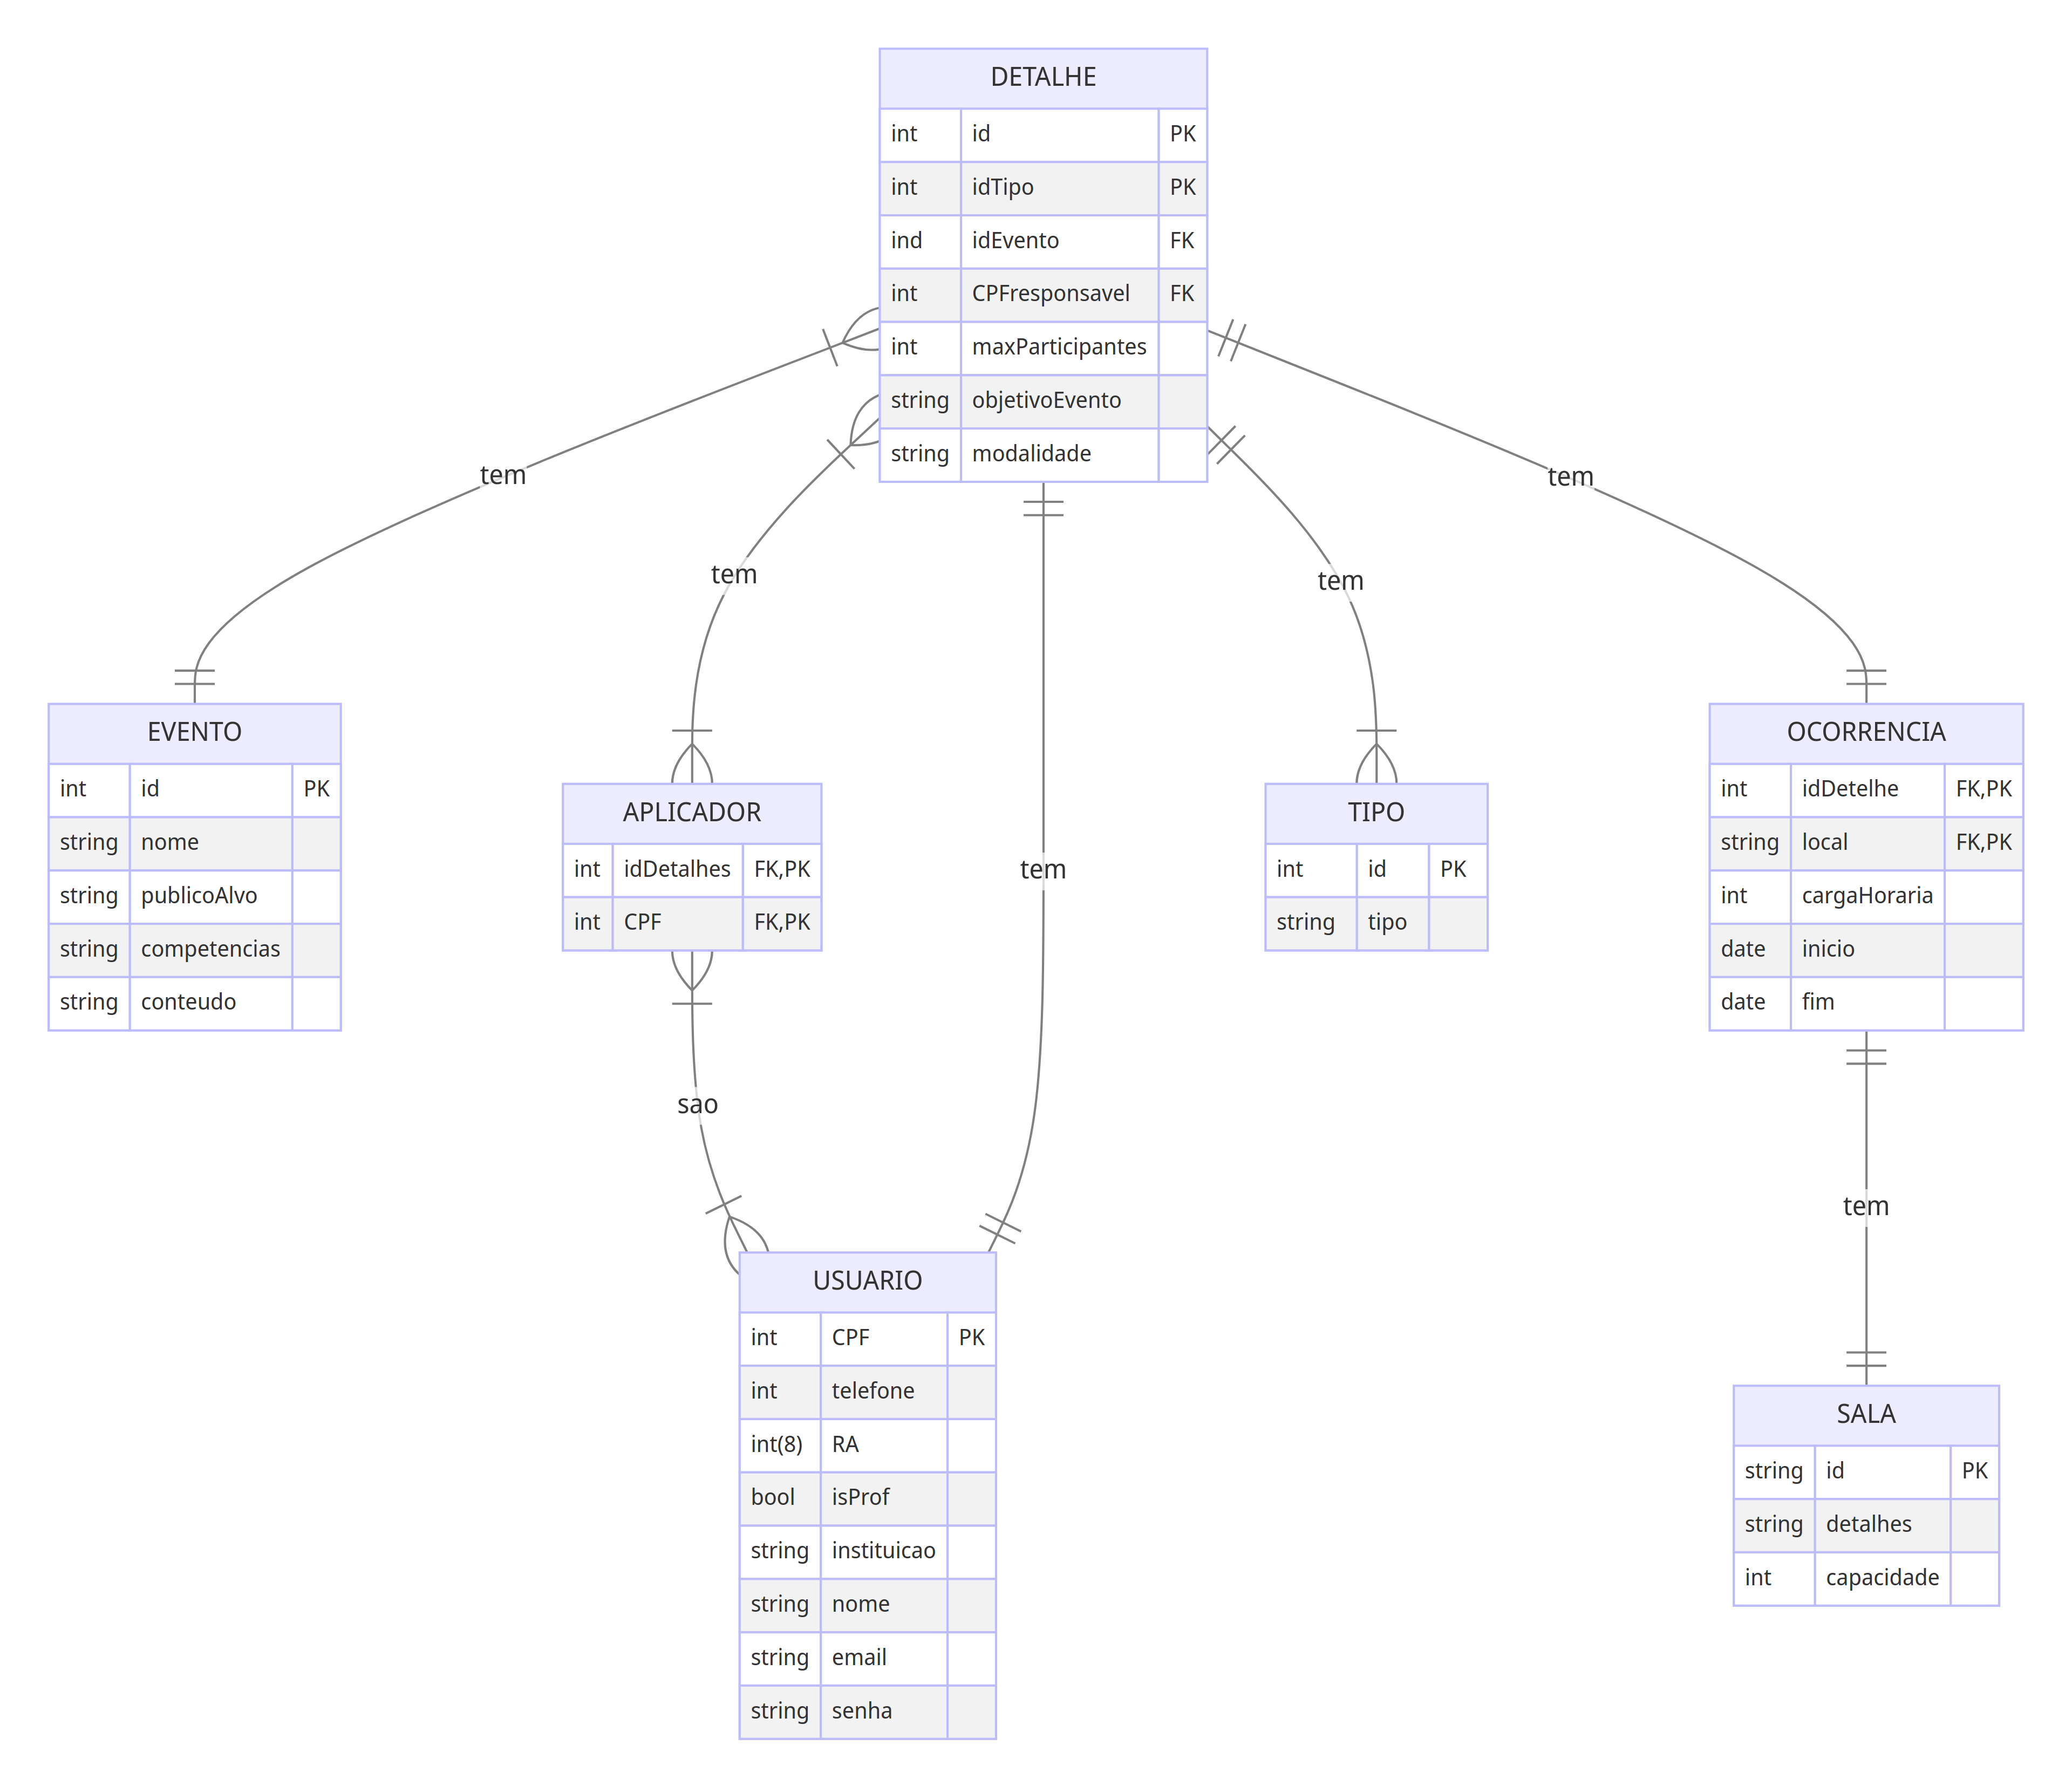 DETALHE
int id PK
int idTipo PK
ind idEvento FK
int CPFresponsavel FK
int maxParticipantes
string objetivoEvento
string modalidade
tem
tem
tem
tem
tem
EVENTO
int id PK
string nome
string publicoAlvo
string competencias
string conteudo
APLICADOR
int idDetalhes FK,PK
int CPF FK,PK
TIPO
int id PK
string tipo
OCORRENCIA
int idDetelhe FK,PK
string local FK,PK
int cargaHoraria
date inicio
date fim
sao
tem
USUARIO
int CPF PK
int telefone
int(8) RA
bool isProf
string instituicao
string nome
string email
string senha
SALA
string id PK
string detalhes
int capacidade